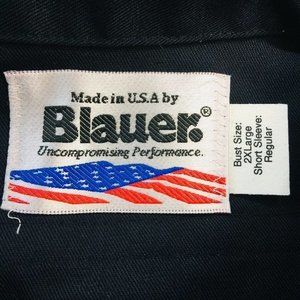 Made in U.S.A by
Blauer.®
Uncompromising Performance.
Bust Size:
2XLarge
Short Sleeve:
Regular